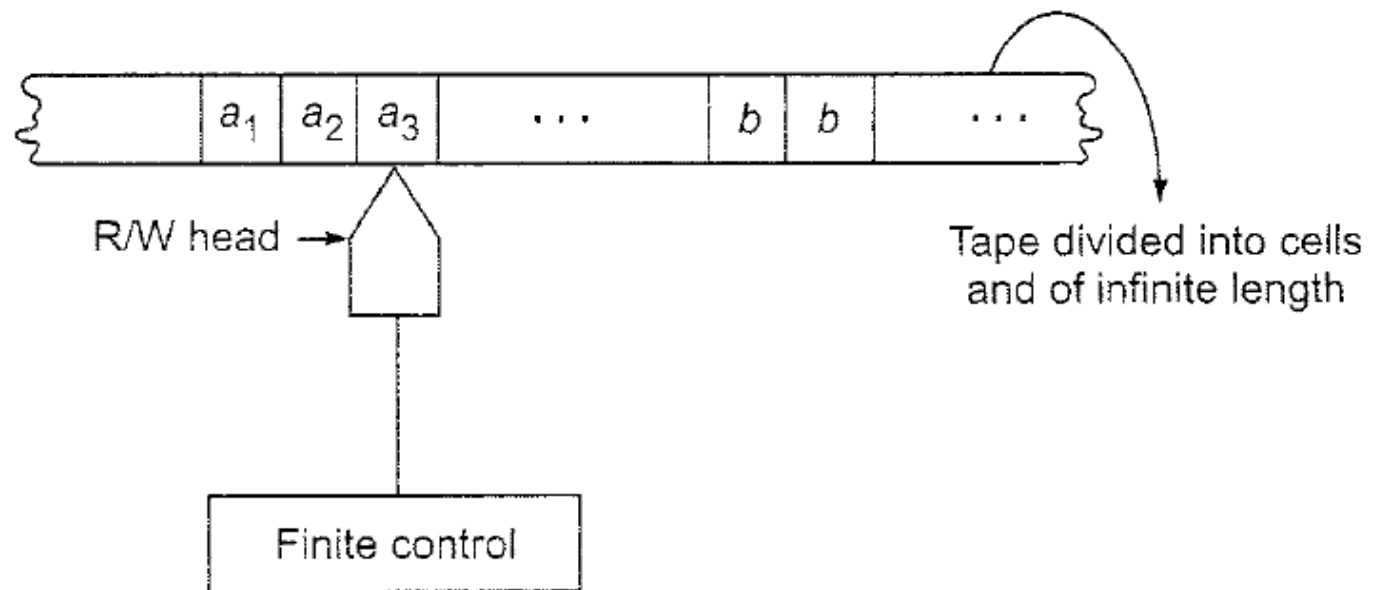 a₁ a₂ a₃ ... b b ...
R/W head
Tape divided into cells
and of infinite length
Finite control